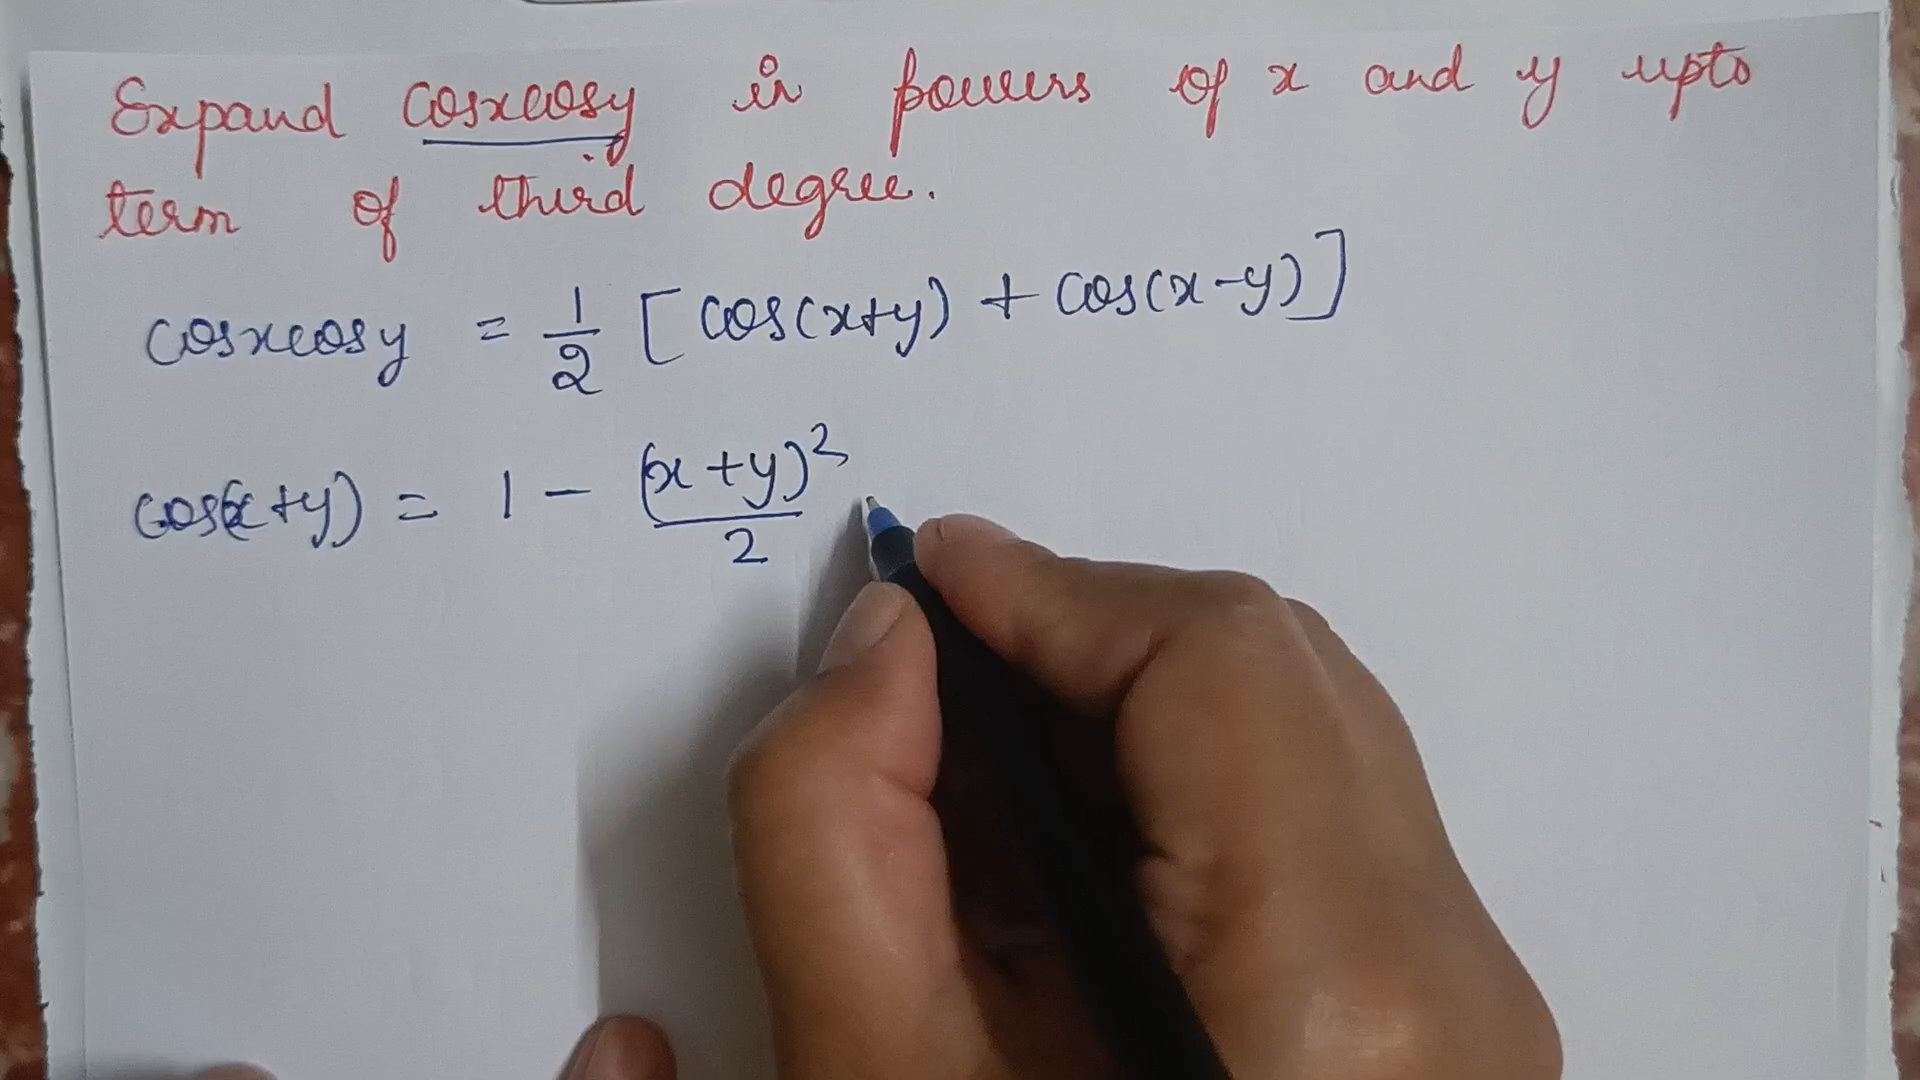 Expand cosxcosy in powers of x and y upto
term of third degree.
cosxcosy = 1/2 [cos(x+y) + cos(x-y)]
cos(x+y) = 1 - (x+y)²/2